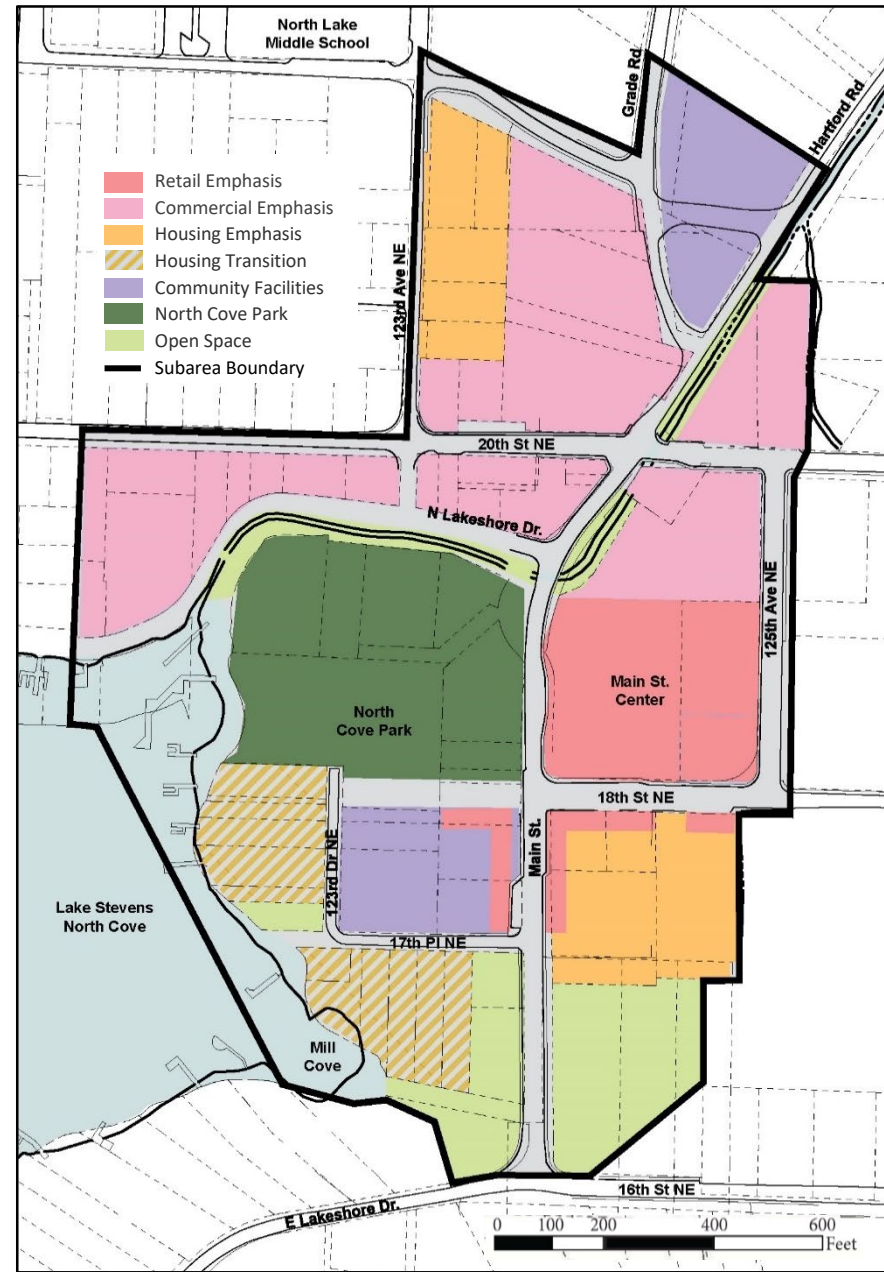 North Lake
Middle School
Grade Rd
Hartford Rd
Retail Emphasis
Commercial Emphasis
Housing Emphasis
Housing Transition
Community Facilities
North Cove Park
Open Space
Subarea Boundary
123rd Ave NE
20th St NE
N Lakeshore Dr.
125th Ave NE
Main St.
Center
North
Cove Park
18th St NE
Main St.
123rd Dr NE
Lake Stevens
North Cove
17th Pl NE
Mill
Cove
16th St NE
E Lakeshore Dr.
0 100 200 400 600
Feet